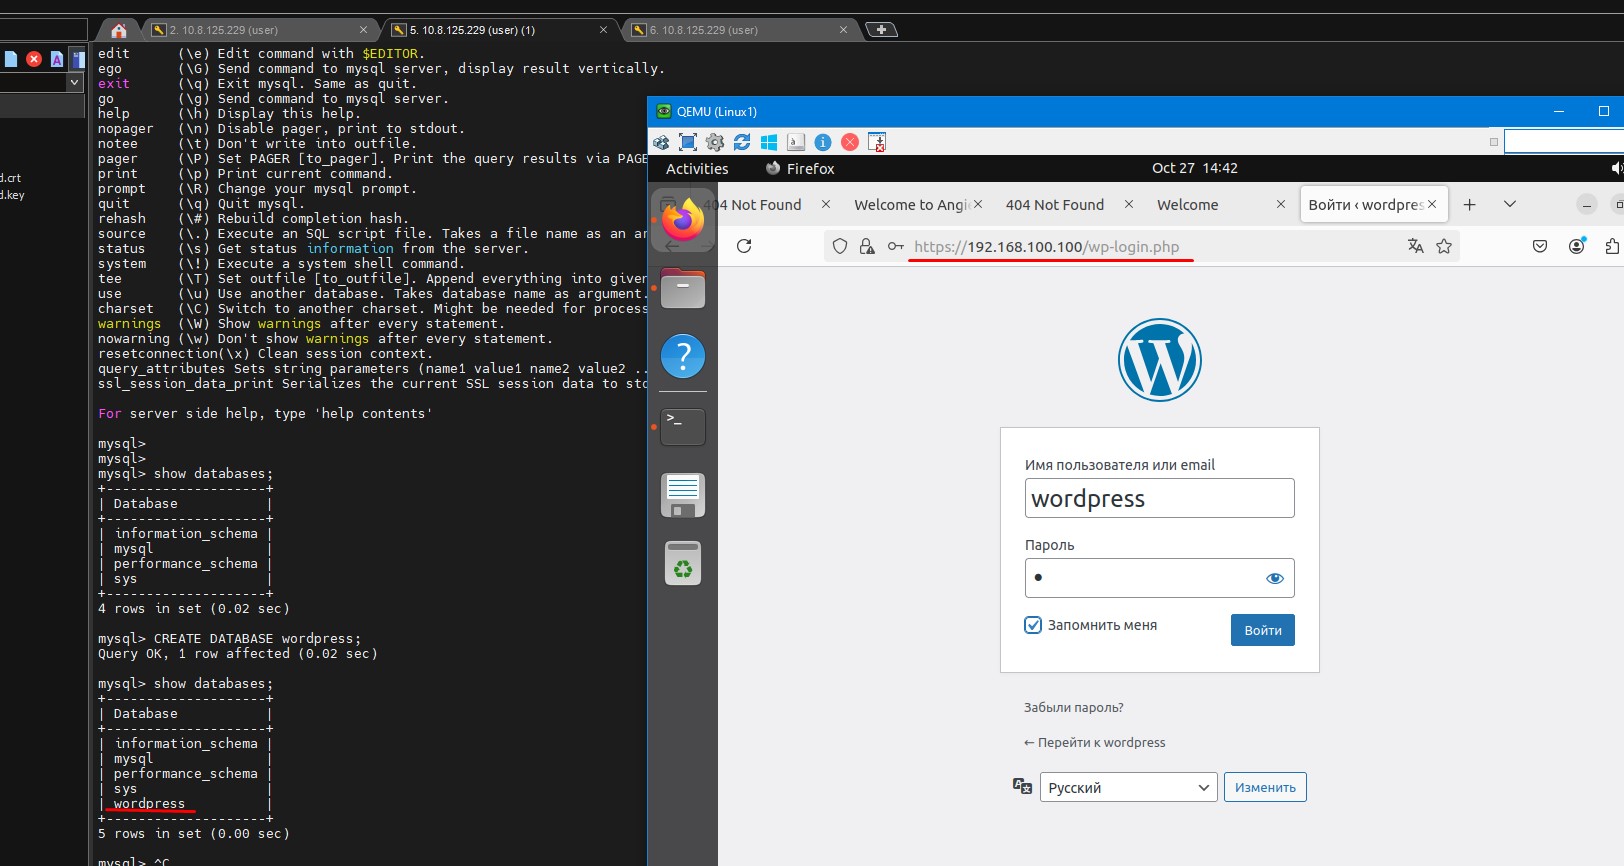 2. 10.8.125.229 (user)
5. 10.8.125.229 (user) (1)
6. 10.8.125.229 (user)
d.crt
d.key
edit (\e) Edit command with $EDITOR.
ego (\G) Send command to mysql server, display result vertically.
exit (\q) Exit mysql. Same as quit.
go (\g) Send command to mysql server.
help (\h) Display this help.
nopager (\n) Disable pager, print to stdout.
notee (\t) Don't write into outfile.
pager (\P) Set PAGER [to_pager]. Print the query results via PAGE
print (\p) Print current command.
prompt (\R) Change your mysql prompt.
quit (\q) Quit mysql.
rehash (\#) Rebuild completion hash.
source (\.) Execute an SQL script file. Takes a file name as an ar
status (\s) Get status information from the server.
system (\!) Execute a system shell command.
tee (\T) Set outfile [to_outfile]. Append everything into given
use (\u) Use another database. Takes database name as argument.
charset (\C) Switch to another charset. Might be needed for process
warnings (\W) Show warnings after every statement.
nowarning (\w) Don't show warnings after every statement.
resetconnection(\x) Clean session context.
query_attributes Sets string parameters (name1 value1 name2 value2 ..
ssl_session_data_print Serializes the current SSL session data to std
For server side help, type 'help contents'
mysql>
mysql>
mysql> show databases;
+--------------------+
| Database |
+--------------------+
| information_schema |
| mysql |
| performance_schema |
| sys |
+--------------------+
4 rows in set (0.02 sec)
mysql> CREATE DATABASE wordpress;
Query OK, 1 row affected (0.02 sec)
mysql> show databases;
+--------------------+
| Database |
+--------------------+
| information_schema |
| mysql |
| performance_schema |
| sys |
| wordpress |
+--------------------+
5 rows in set (0.00 sec)
mysql> ^C
QEMU (Linux1)
Activities Firefox Oct 27 14:42
404 Not Found
Welcome to Angi
404 Not Found
Welcome
Войти ‹ wordpres
https://192.168.100.100/wp-login.php
Имя пользователя или email
wordpress
Пароль
Запомнить меня
Войти
Забыли пароль?
← Перейти к wordpress
Русский
Изменить